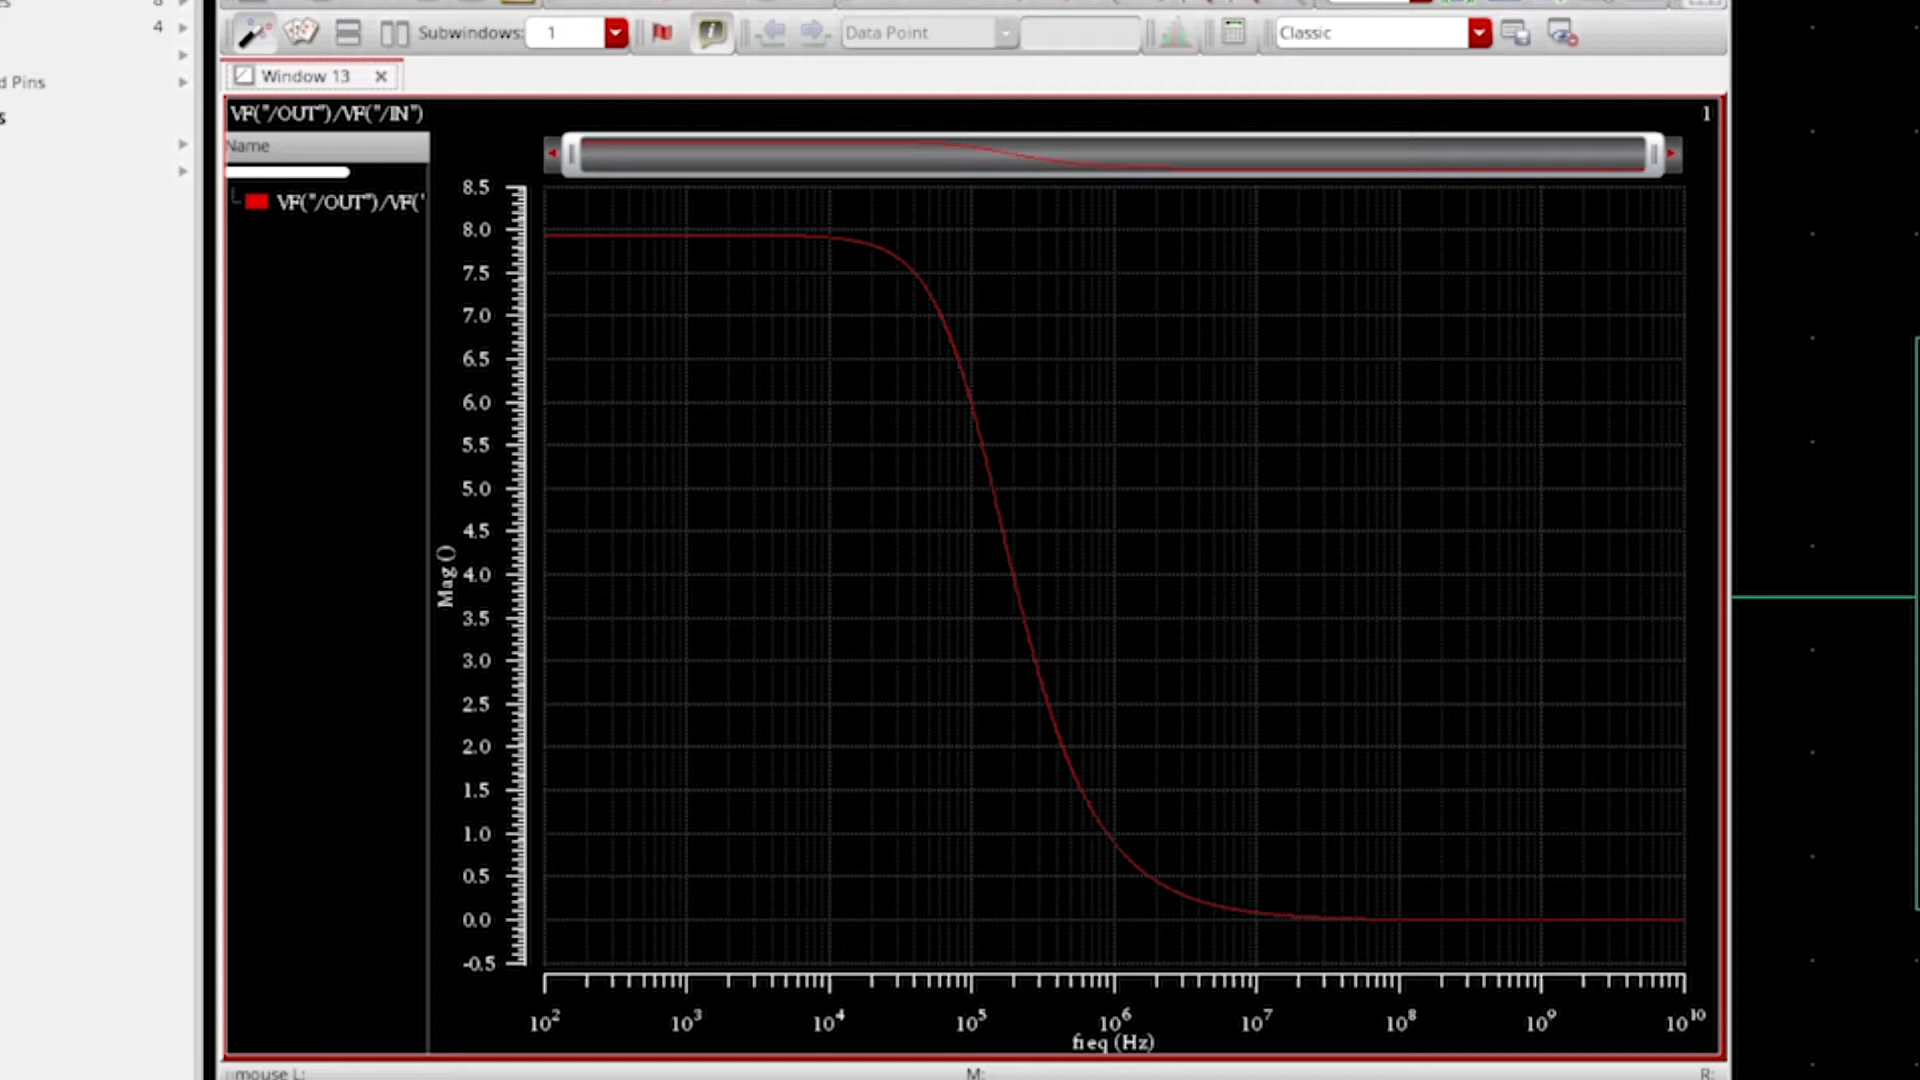 4
d Pins
s
Subwindows: 1
Data Point
Classic
Window 13
VF("/OUT")/VF("/IN")
1
Name
VF("/OUT")/VF("
8.5
8.0
7.5
7.0
6.5
6.0
5.5
5.0
4.5
4.0
3.5
3.0
2.5
2.0
1.5
1.0
0.5
0.0
-0.5
Mag ()
10² 10³ 10⁴ 10⁵ 10⁶ 10⁷ 10⁸ 10⁹ 10¹⁰
freq (Hz)
mouse L: M: R: